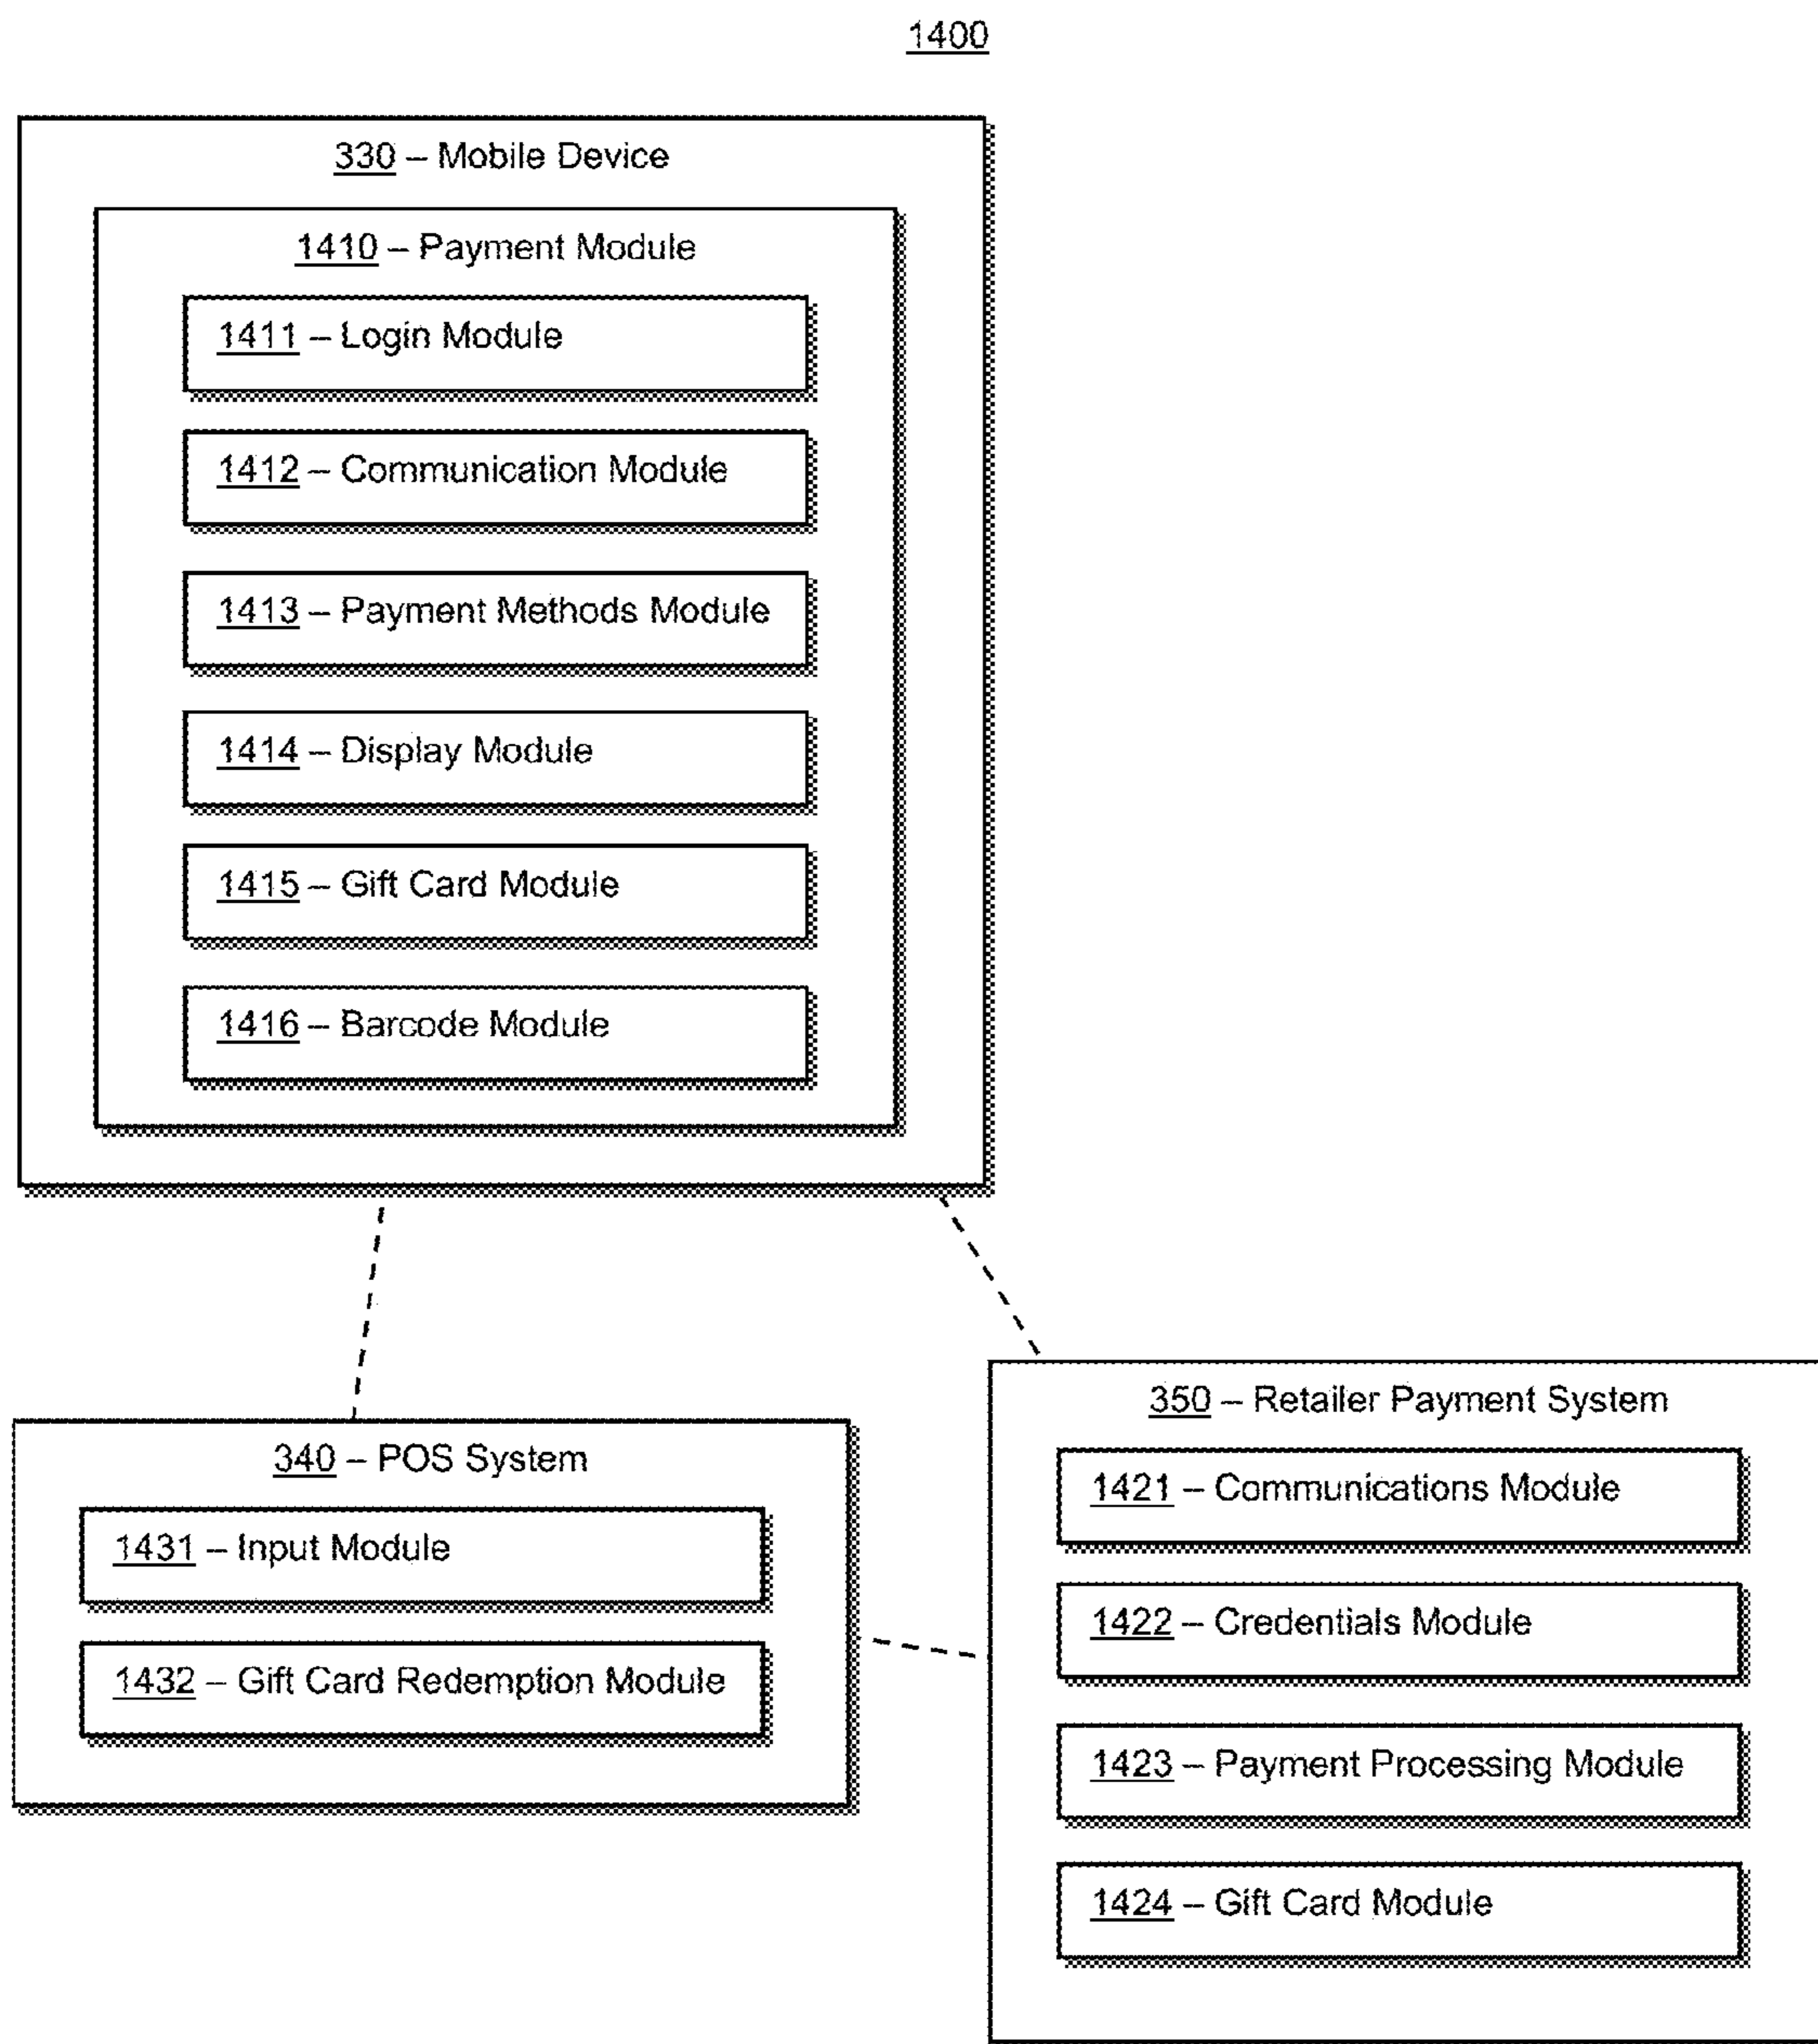 1400
330 – Mobile Device
1410 – Payment Module
1411 – Login Module
1412 – Communication Module
1413 – Payment Methods Module
1414 – Display Module
1415 – Gift Card Module
1416 – Barcode Module
340 – POS System
1431 – Input Module
1432 – Gift Card Redemption Module
350 – Retailer Payment System
1421 – Communications Module
1422 – Credentials Module
1423 – Payment Processing Module
1424 – Gift Card Module